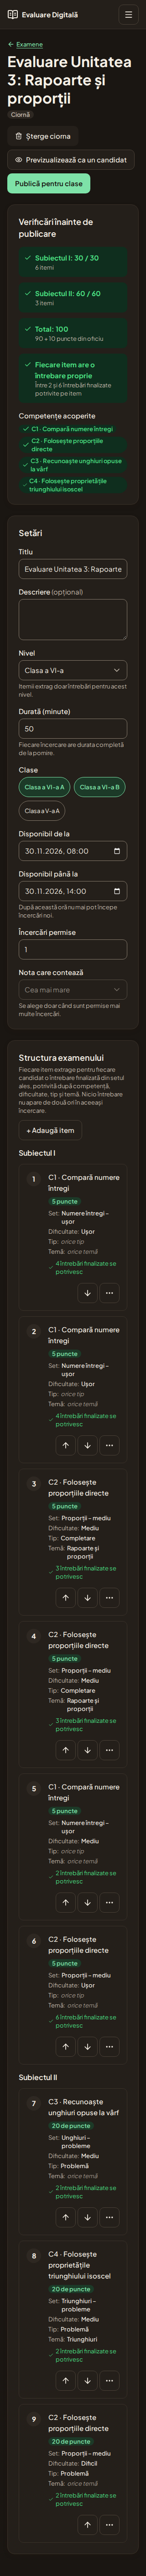 Evaluare Digitală
Examene
Evaluare Unitatea
3: Rapoarte și
proporții
Ciornă
Șterge ciorna
Previzualizează ca un candidat
Publică pentru clase
Verificări înainte de
publicare
Subiectul I: 30 / 30
6 itemi
Subiectul II: 60 / 60
3 itemi
Total: 100
90 + 10 puncte din oficiu
Fiecare item are o
întrebare proprie
Între 2 și 6 întrebări finalizate
potrivite pe item
Competențe acoperite
C1 · Compară numere întregi
C2 · Folosește proporțiile
directe
C3 · Recunoaște unghiuri opuse
la vârf
C4 · Folosește proprietățile
triunghiului isoscel
Setări
Titlu
Evaluare Unitatea 3: Rapoarte
Descriere (opțional)
Nivel
Clasa a VI-a
Itemii extrag doar întrebări pentru acest
nivel.
Durată (minute)
50
Fiecare încercare are durata completă
de la pornire.
Clase
Clasa a VI-a A
Clasa a VI-a B
Clasa a V-a A
Disponibil de la
30.11.2026, 08:00
Disponibil până la
30.11.2026, 14:00
După această oră nu mai pot începe
încercări noi.
Încercări permise
1
Nota care contează
Cea mai mare
Se alege doar când sunt permise mai
multe încercări.
Structura examenului
Fiecare item extrage pentru fiecare
candidat o întrebare finalizată din setul
ales, potrivită după competență,
dificultate, tip și temă. Nicio întrebare
nu apare de două ori în aceeași
încercare.
+ Adaugă item
Subiectul I
1
C1 · Compară numere
întregi
5 puncte
Set: Numere întregi –
ușor
Dificultate: Ușor
Tip: orice tip
Temă: orice temă
4 întrebări finalizate se
potrivesc
2
C1 · Compară numere
întregi
5 puncte
Set: Numere întregi –
ușor
Dificultate: Ușor
Tip: orice tip
Temă: orice temă
4 întrebări finalizate se
potrivesc
3
C2 · Folosește
proporțiile directe
5 puncte
Set: Proporții – mediu
Dificultate: Mediu
Tip: Completare
Temă: Rapoarte și
proporții
3 întrebări finalizate se
potrivesc
4
C2 · Folosește
proporțiile directe
5 puncte
Set: Proporții – mediu
Dificultate: Mediu
Tip: Completare
Temă: Rapoarte și
proporții
3 întrebări finalizate se
potrivesc
5
C1 · Compară numere
întregi
5 puncte
Set: Numere întregi –
ușor
Dificultate: Mediu
Tip: orice tip
Temă: orice temă
2 întrebări finalizate se
potrivesc
6
C2 · Folosește
proporțiile directe
5 puncte
Set: Proporții – mediu
Dificultate: Ușor
Tip: orice tip
Temă: orice temă
6 întrebări finalizate se
potrivesc
Subiectul II
7
C3 · Recunoaște
unghiuri opuse la vârf
20 de puncte
Set: Unghiuri –
probleme
Dificultate: Mediu
Tip: Problemă
Temă: orice temă
2 întrebări finalizate se
potrivesc
8
C4 · Folosește
proprietățile
triunghiului isoscel
20 de puncte
Set: Triunghiuri –
probleme
Dificultate: Mediu
Tip: Problemă
Temă: Triunghiuri
2 întrebări finalizate se
potrivesc
9
C2 · Folosește
proporțiile directe
20 de puncte
Set: Proporții – mediu
Dificultate: Dificil
Tip: Problemă
Temă: orice temă
2 întrebări finalizate se
potrivesc